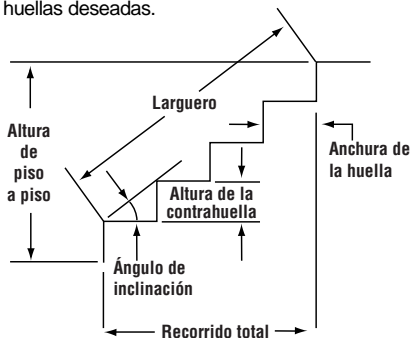 huellas deseadas.
Larguero
Altura
de
piso
a piso
Anchura de
la huella
Altura de la
contrahuella
Ángulo de
inclinación
Recorrido total